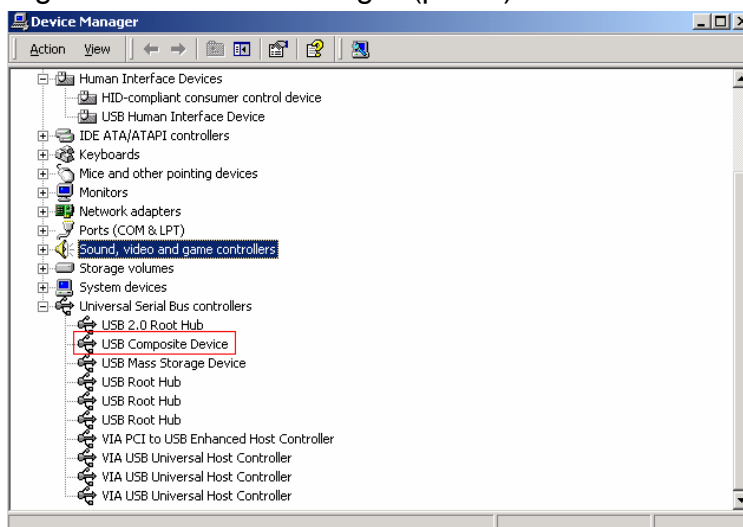 Device Manager
Action View
Human Interface Devices
HID-compliant consumer control device
USB Human Interface Device
IDE ATA/ATAPI controllers
Keyboards
Mice and other pointing devices
Monitors
Network adapters
Ports (COM & LPT)
Sound, video and game controllers
Storage volumes
System devices
Universal Serial Bus controllers
USB 2.0 Root Hub
USB Composite Device
USB Mass Storage Device
USB Root Hub
USB Root Hub
USB Root Hub
VIA PCI to USB Enhanced Host Controller
VIA USB Universal Host Controller
VIA USB Universal Host Controller
VIA USB Universal Host Controller